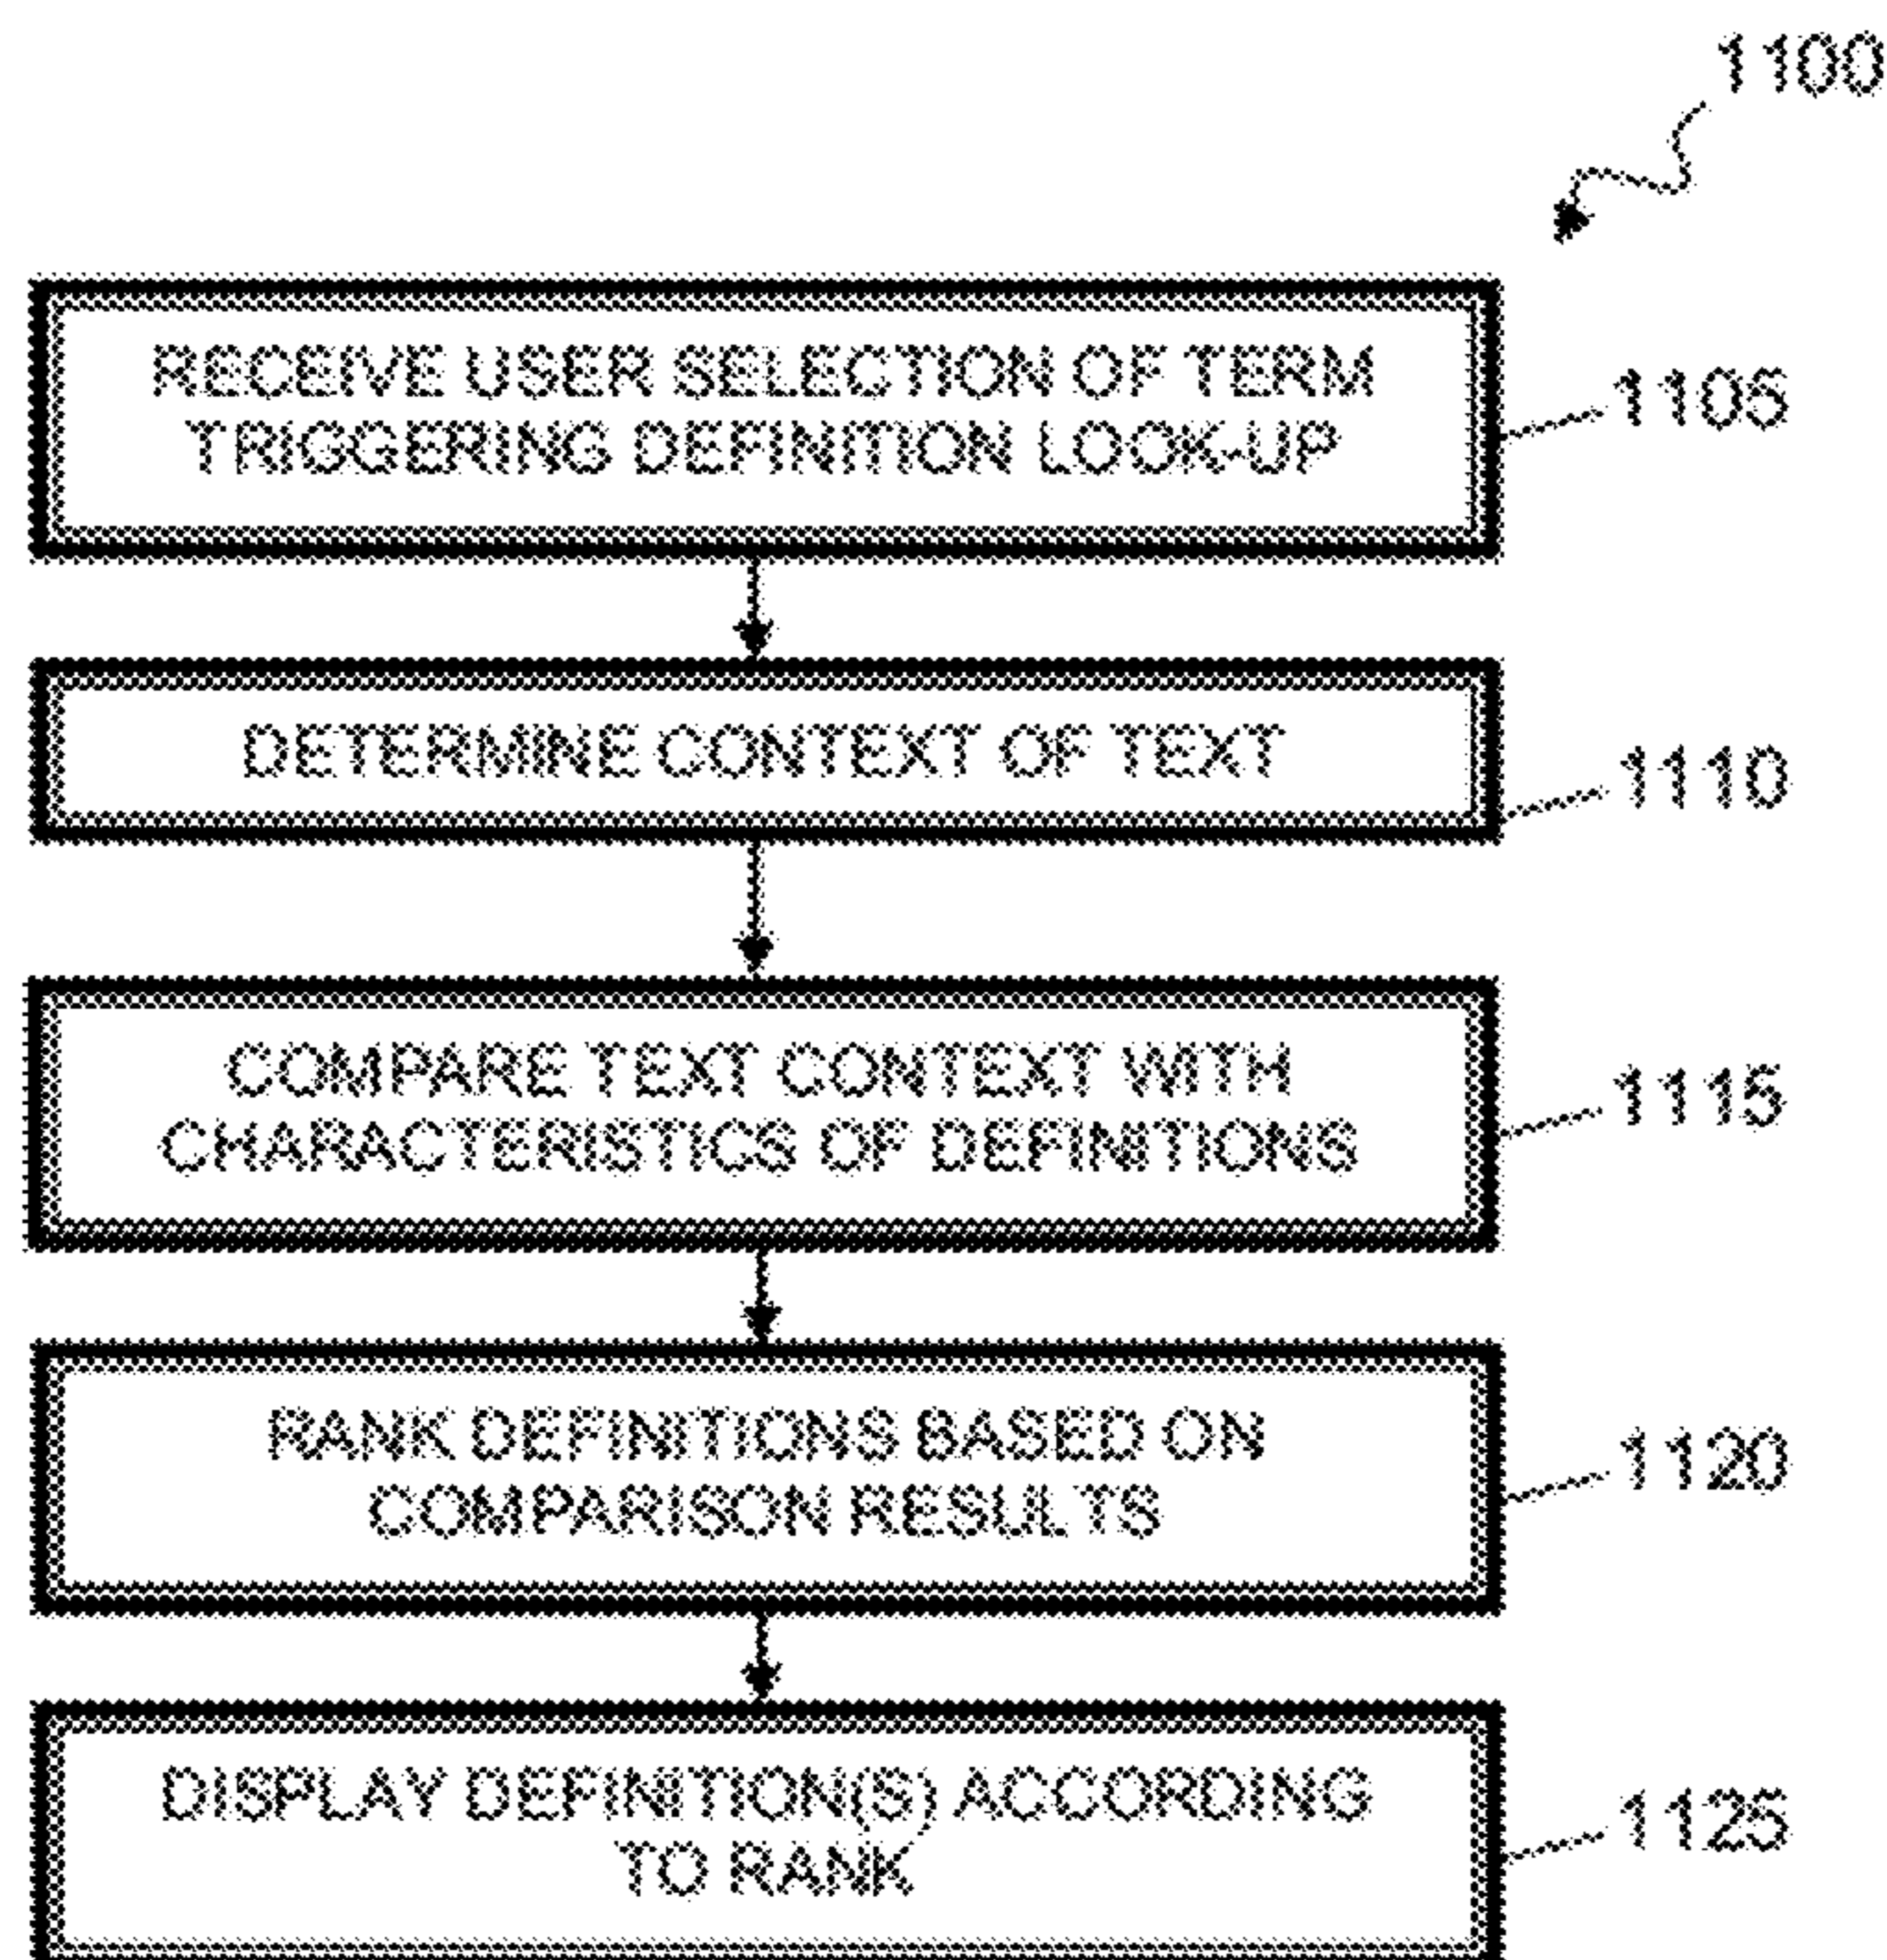 1100
RECEIVE USER SELECTION OF TERM
TRIGGERING DEFINITION LOOK-UP
1105
DETERMINE CONTEXT OF TEXT
1110
COMPARE TEXT CONTEXT WITH
CHARACTERISTICS OF DEFINITIONS
1115
RANK DEFINITIONS BASED ON
COMPARISON RESULTS
1120
DISPLAY DEFINITION(S) ACCORDING
TO RANK
1125